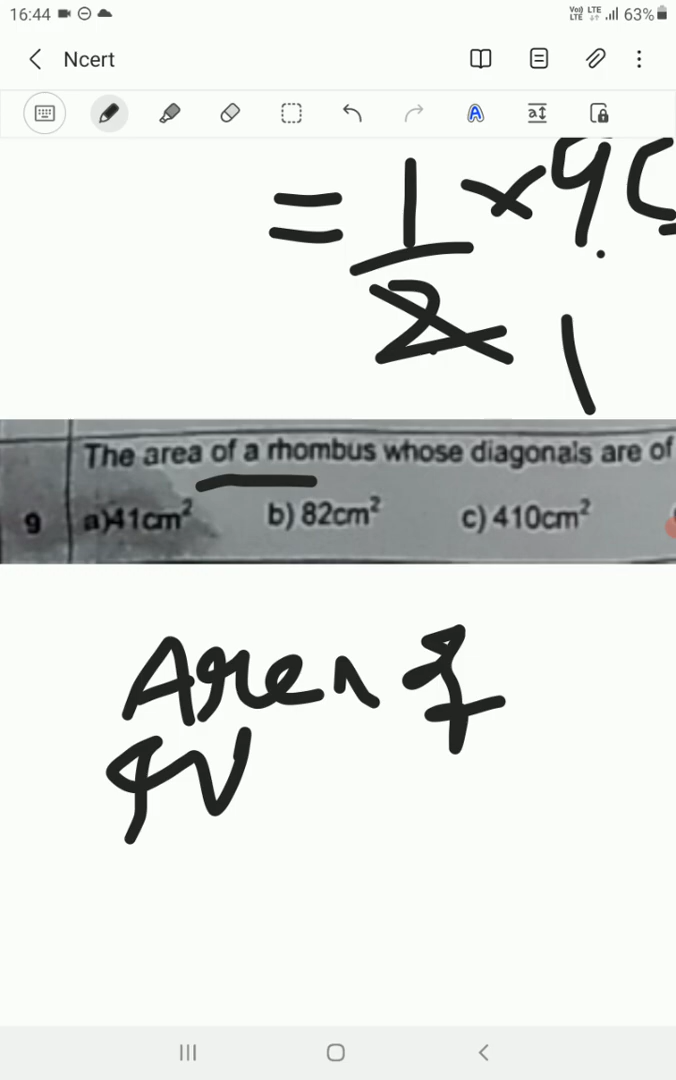 16:44 63%
Ncert
= 1/2 × 9
1
The area of a rhombus whose diagonals are of
9 a)41cm² b) 82cm² c) 410cm²
Area of